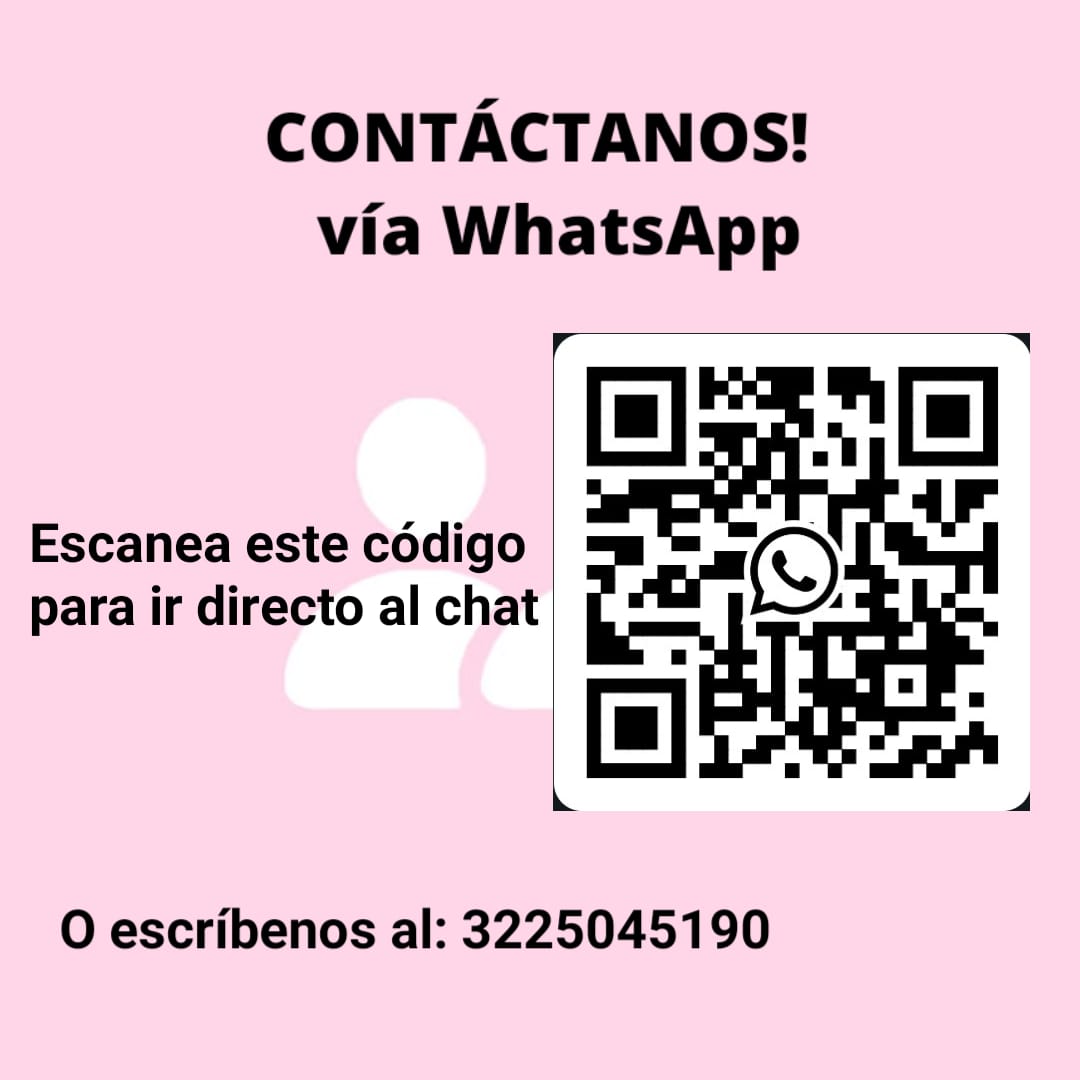 CONTÁCTANOS!
vía WhatsApp
Escanea este código
para ir directo al chat
O escríbenos al: 3225045190